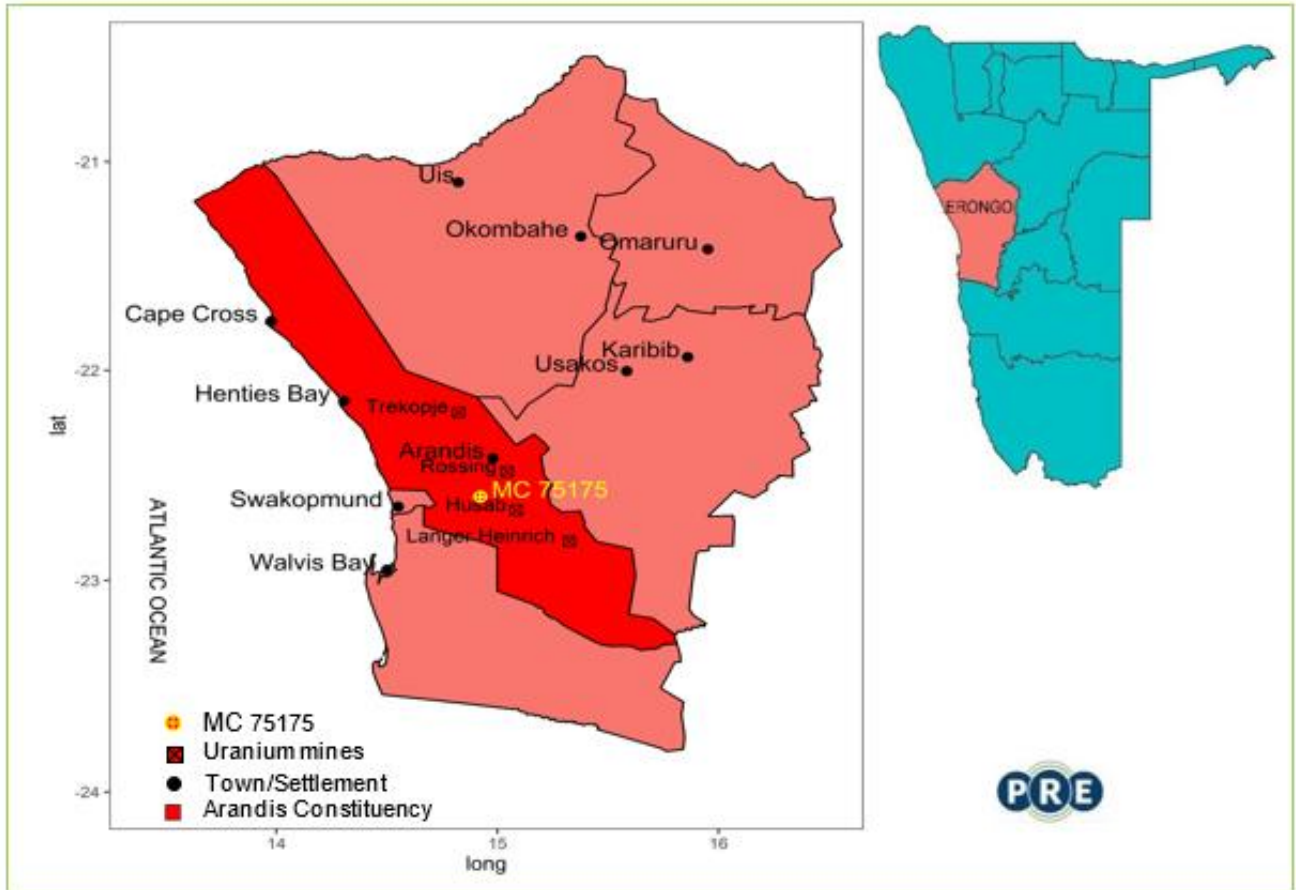 -21
-22
-23
-24
lat
14
15
16
long
Uis
Okombahe
Omaruru
Cape Cross
Karibib
Usakos
Henties Bay
Trekopje
Arandis
Rossing
MC 75175
Swakopmund
Husab
Langer Heinrich
Walvis Bay
ATLANTIC OCEAN
MC 75175
Uranium mines
Town/Settlement
Arandis Constituency
ERONGO
PRE